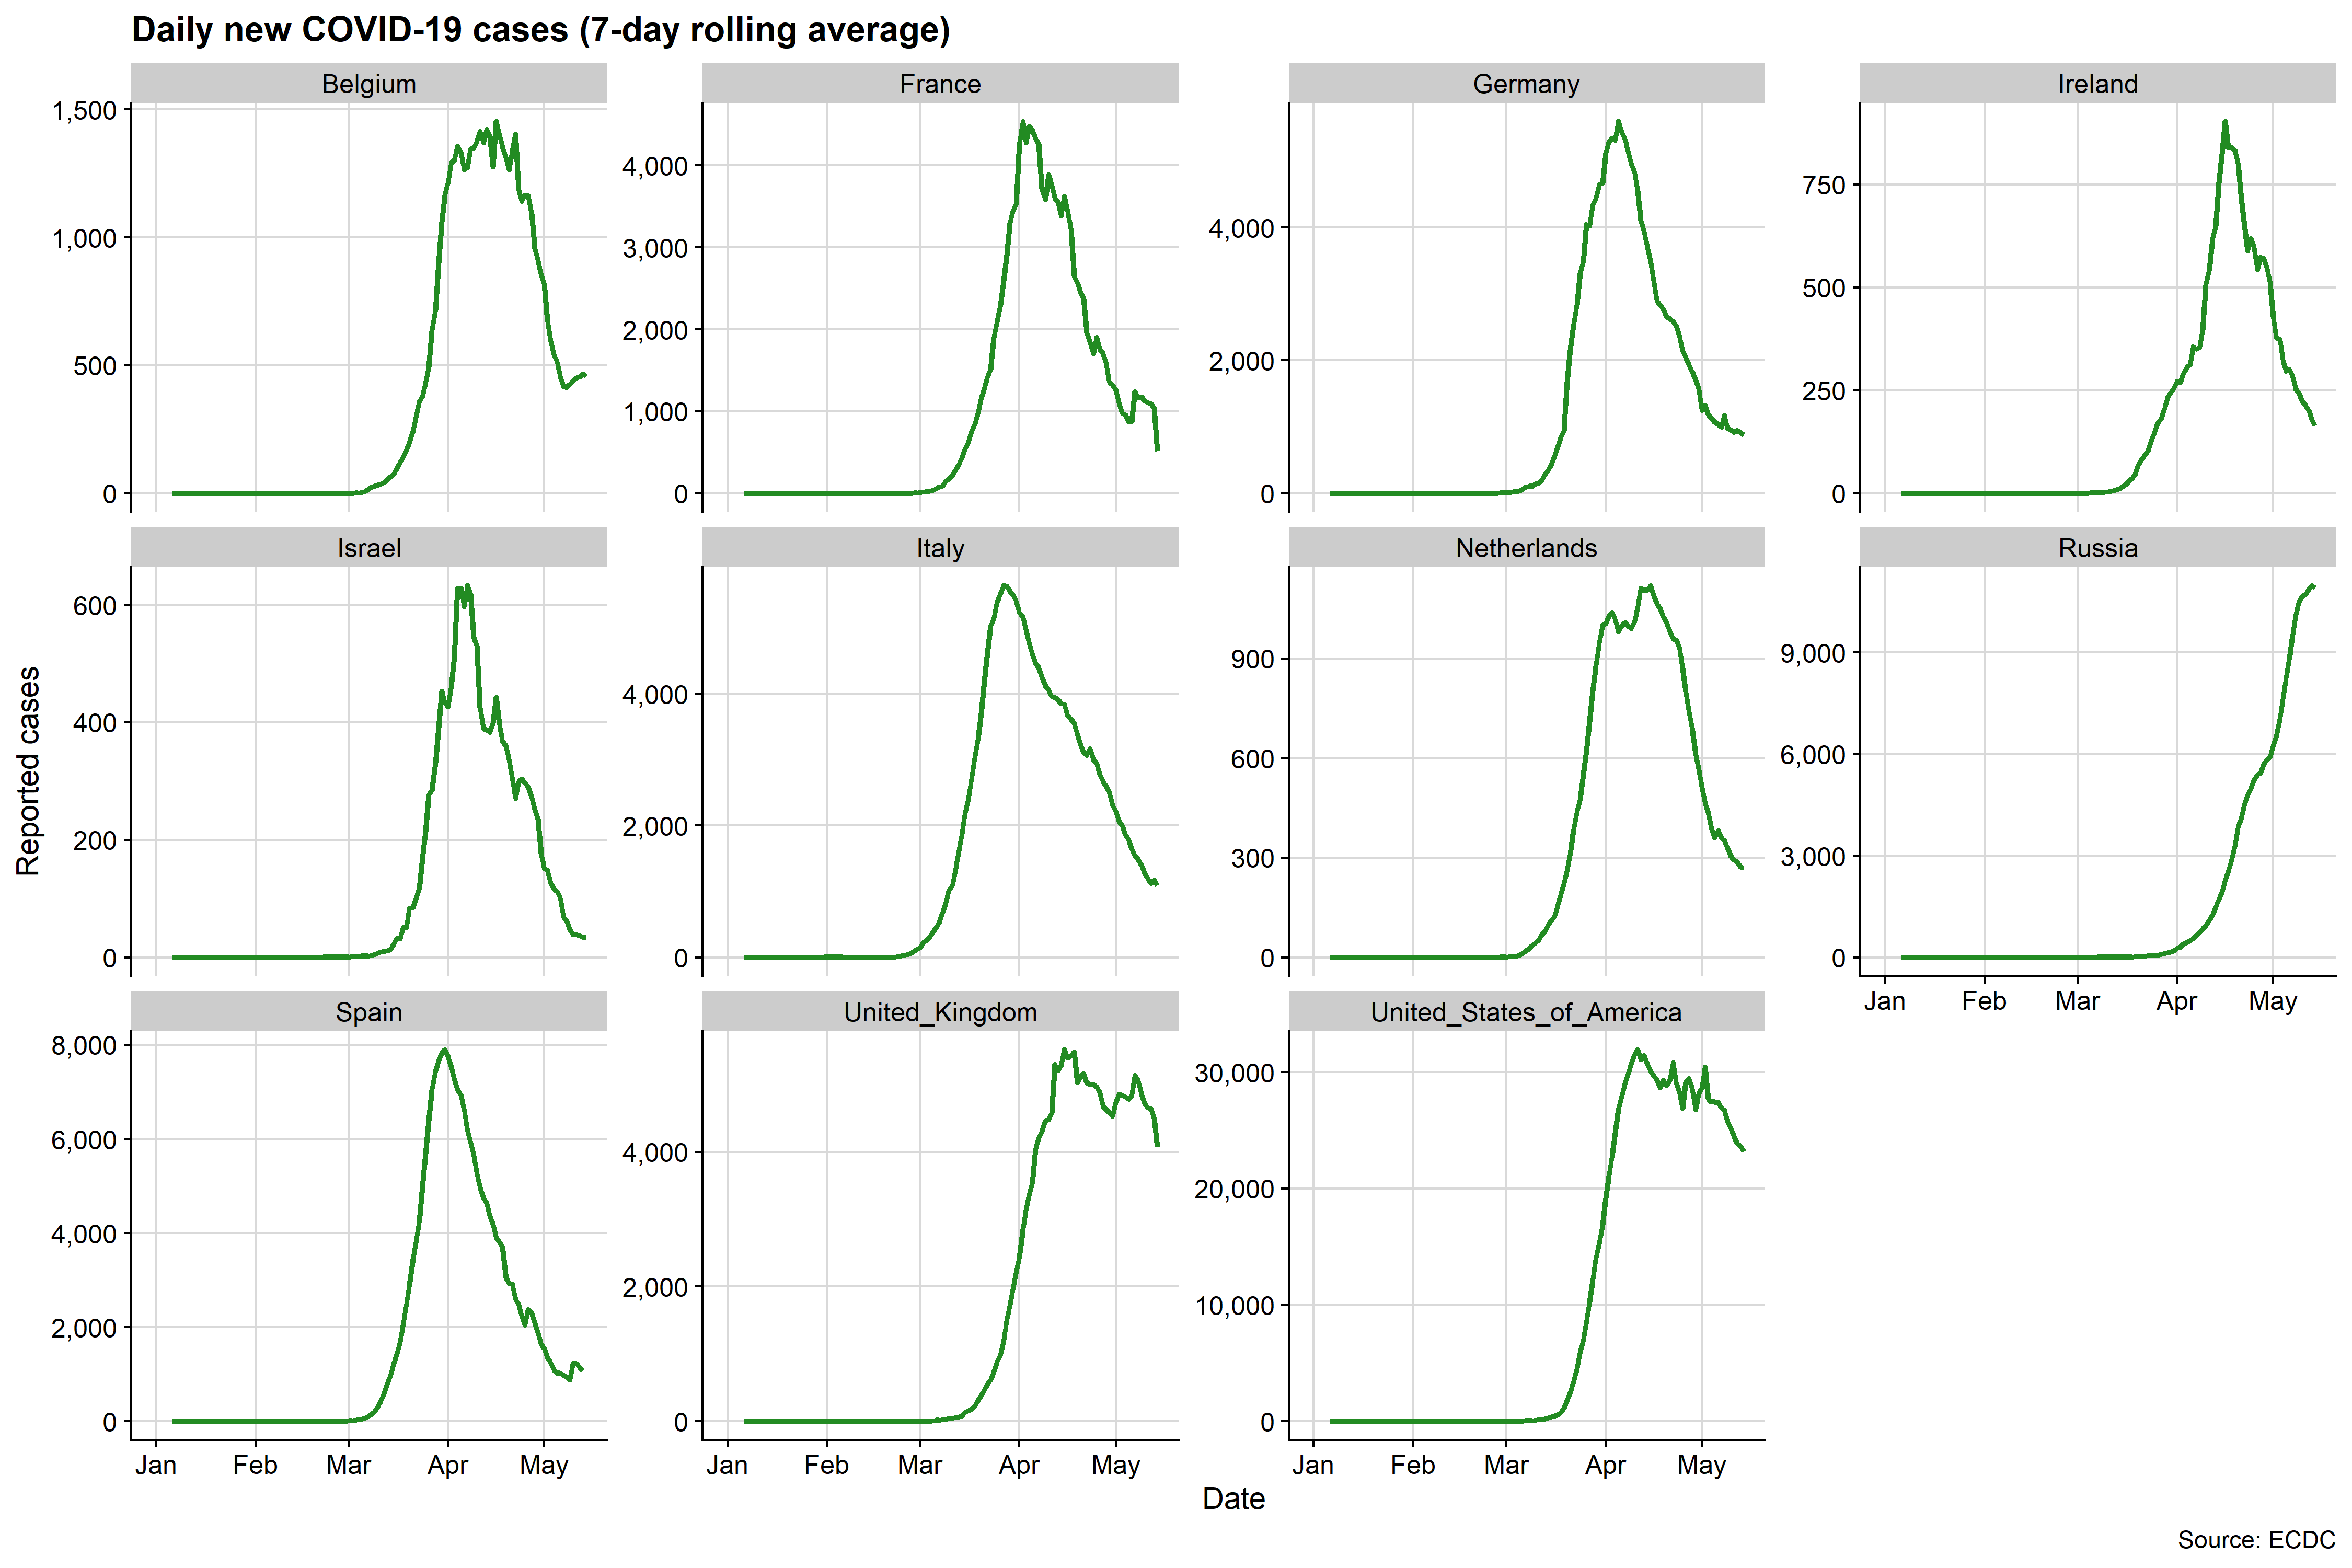 Daily new COVID-19 cases (7-day rolling average)
Belgium
France
Germany
Ireland
1,500
1,000
500
0
4,000
3,000
2,000
1,000
0
4,000
2,000
0
750
500
250
0
Israel
Italy
Netherlands
Russia
600
400
200
0
4,000
2,000
0
900
600
300
0
9,000
6,000
3,000
0
Jan Feb Mar Apr May
Reported cases
Spain
United_Kingdom
United_States_of_America
8,000
6,000
4,000
2,000
0
4,000
2,000
0
30,000
20,000
10,000
0
Jan Feb Mar Apr May
Jan Feb Mar Apr May
Jan Feb Mar Apr May
Date
Source: ECDC